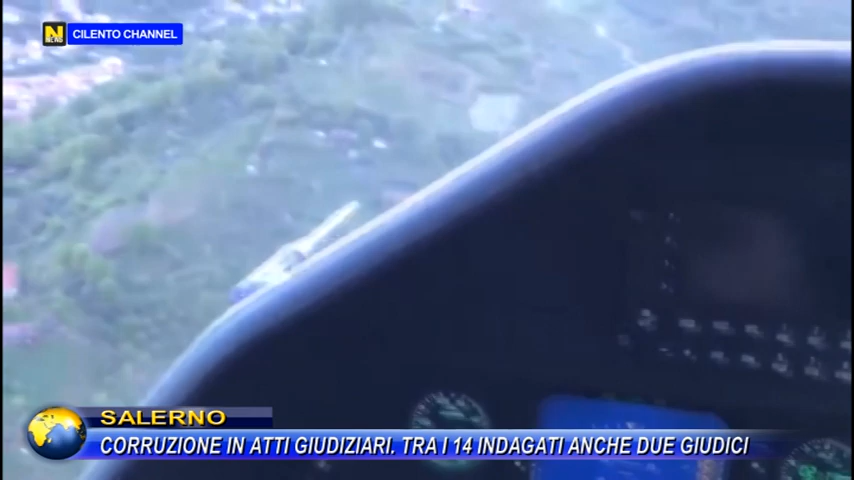 N
CILENTO CHANNEL
SALERNO
CORRUZIONE IN ATTI GIUDIZIARI. TRA I 14 INDAGATI ANCHE DUE GIUDICI